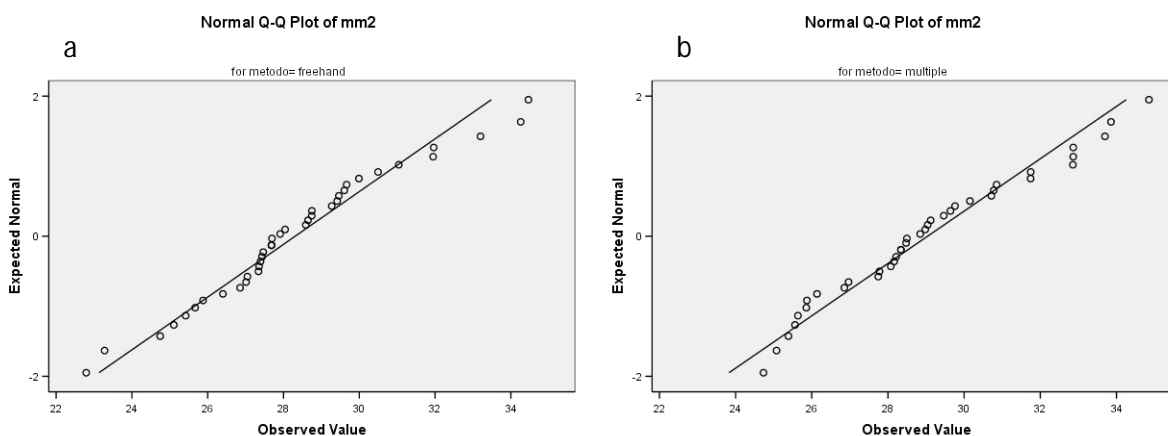 Normal Q-Q Plot of mm2
a
for metodo= freehand
Expected Normal
2
0
-2
22 24 26 28 30 32 34
Observed Value
Normal Q-Q Plot of mm2
b
for metodo= multiple
Expected Normal
2
0
-2
22 24 26 28 30 32 34
Observed Value